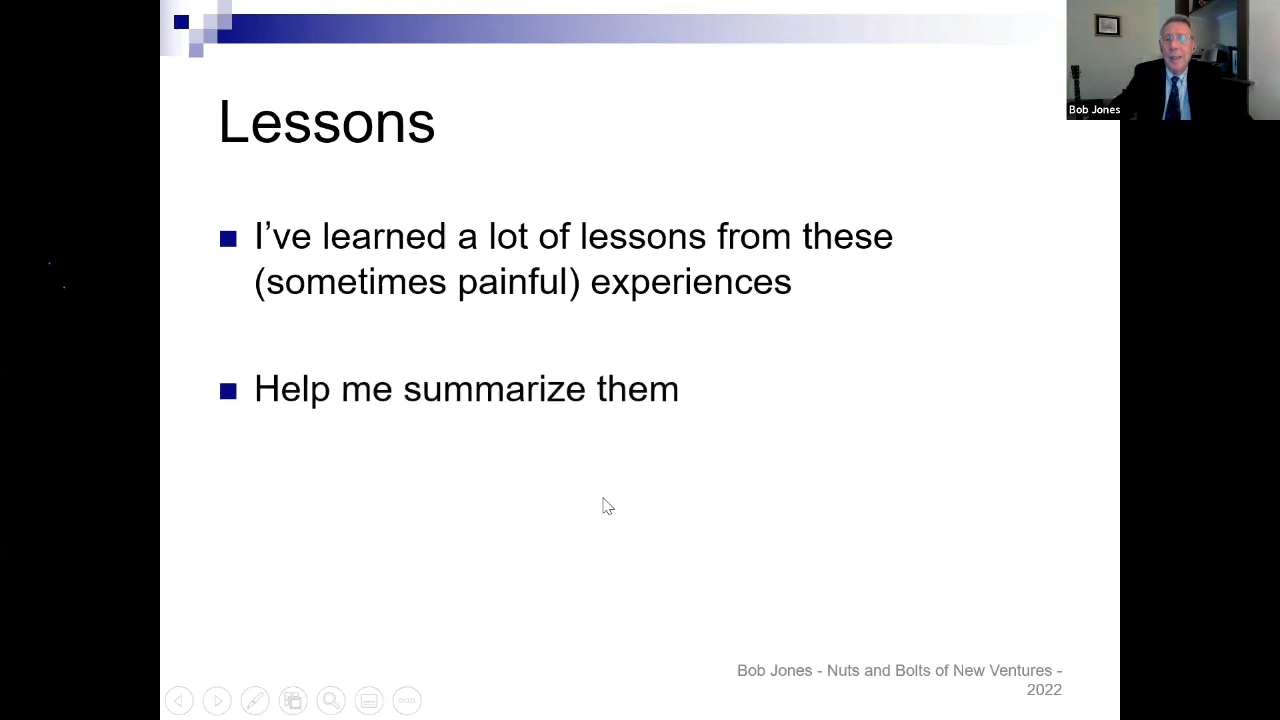 Bob Jones
Lessons
I’ve learned a lot of lessons from these
(sometimes painful) experiences
Help me summarize them
Bob Jones - Nuts and Bolts of New Ventures -
2022